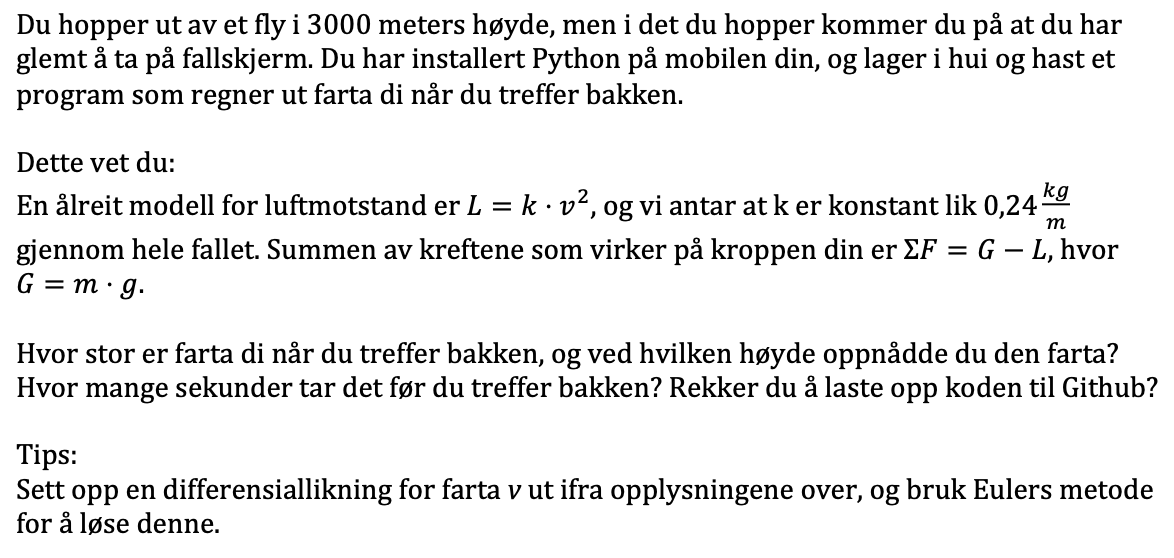 Du hopper ut av et fly i 3000 meters høyde, men i det du hopper kommer du på at du har
glemt å ta på fallskjerm. Du har installert Python på mobilen din, og lager i hui og hast et
program som regner ut farta di når du treffer bakken.
Dette vet du:
En ålreit modell for luftmotstand er L = k · v², og vi antar at k er konstant lik 0,24 kg/m
gjennom hele fallet. Summen av kreftene som virker på kroppen din er ΣF = G − L, hvor
G = m · g.
Hvor stor er farta di når du treffer bakken, og ved hvilken høyde oppnådde du den farta?
Hvor mange sekunder tar det før du treffer bakken? Rekker du å laste opp koden til Github?
Tips:
Sett opp en differensiallikning for farta v ut ifra opplysningene over, og bruk Eulers metode
for å løse denne.